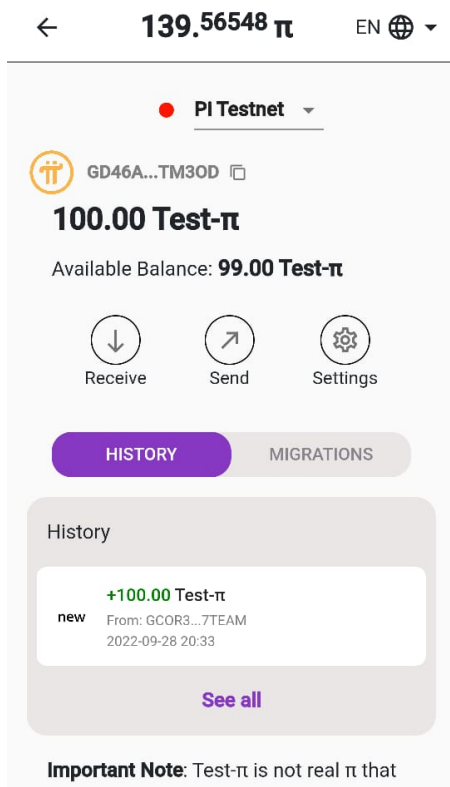 139.56548 π EN
PI Testnet
GD46A...TM3OD
100.00 Test-π
Available Balance: 99.00 Test-π
Receive Send Settings
HISTORY MIGRATIONS
History
+100.00 Test-π
new From: GCOR3...7TEAM
2022-09-28 20:33
See all
Important Note: Test-π is not real π that